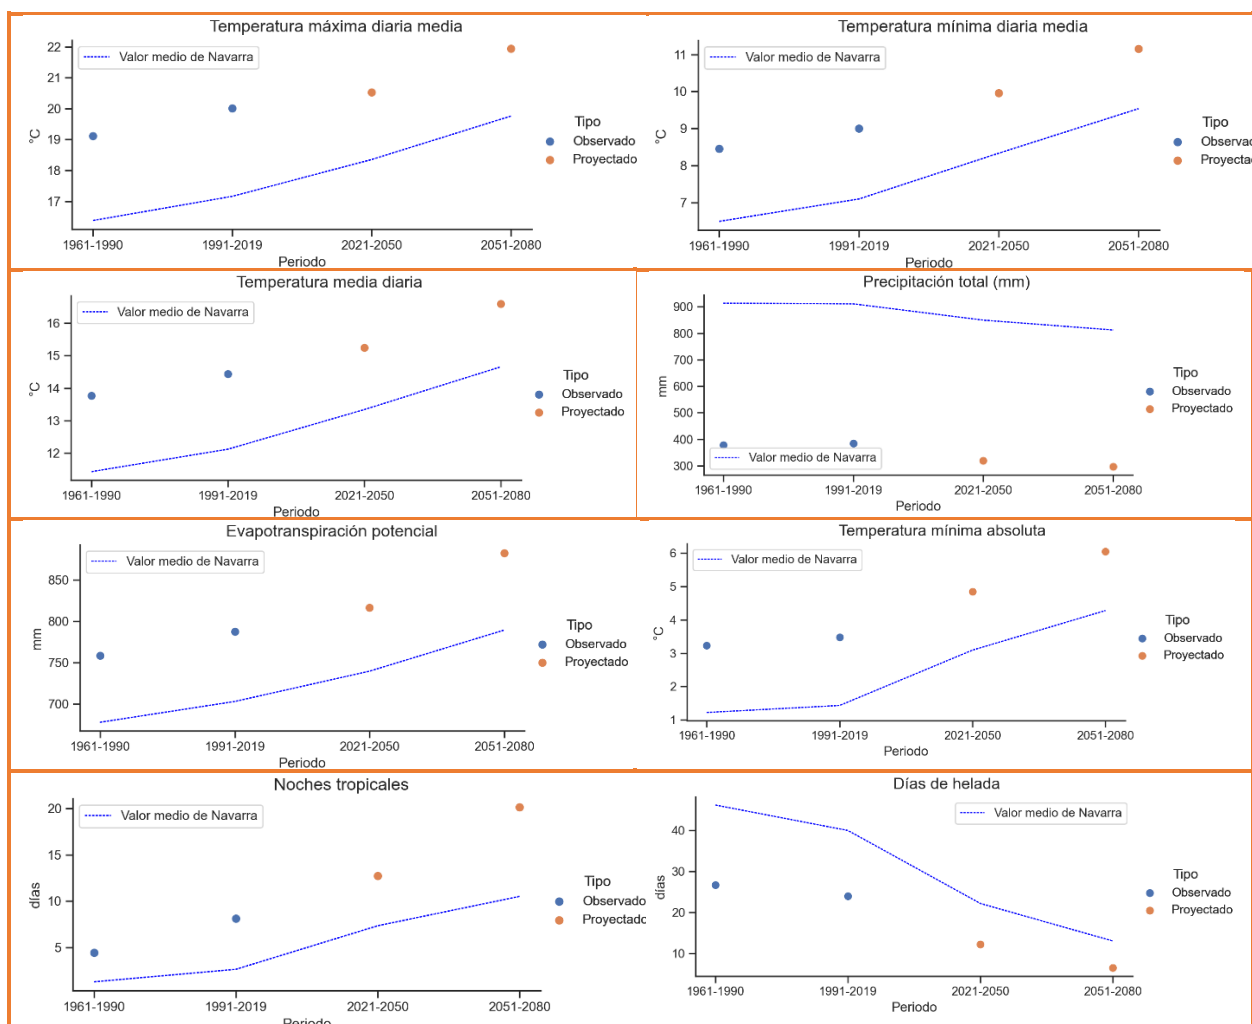 Temperatura máxima diaria media
22
21
20
19
18
17
°C
Valor medio de Navarra
Tipo
Observado
Proyectado
1961-1990 1991-2019 2021-2050 2051-2080
Periodo
Temperatura mínima diaria media
11
10
9
8
7
°C
Valor medio de Navarra
Tipo
Observad
Proyectad
1961-1990 1991-2019 2021-2050 2051-2080
Periodo
Temperatura media diaria
16
15
14
13
12
°C
Valor medio de Navarra
Tipo
Observado
Proyectado
1961-1990 1991-2019 2021-2050 2051-2080
Periodo
Precipitación total (mm)
900
800
700
600
500
400
300
mm
Valor medio de Navarra
Tipo
Observado
Proyectado
1961-1990 1991-2019 2021-2050 2051-2080
Periodo
Evapotranspiración potencial
850
800
750
700
mm
Valor medio de Navarra
Tipo
Observado
Proyectado
1961-1990 1991-2019 2021-2050 2051-2080
Periodo
Temperatura mínima absoluta
6
5
4
3
2
1
°C
Valor medio de Navarra
Tipo
Observado
Proyectado
1961-1990 1991-2019 2021-2050 2051-2080
Periodo
Noches tropicales
20
15
10
5
días
Valor medio de Navarra
Tipo
Observado
Proyectado
1961-1990 1991-2019 2021-2050 2051-2080
Periodo
Días de helada
40
30
20
10
días
Valor medio de Navarra
Tipo
Observado
Proyectado
1961-1990 1991-2019 2021-2050 2051-2080
Periodo